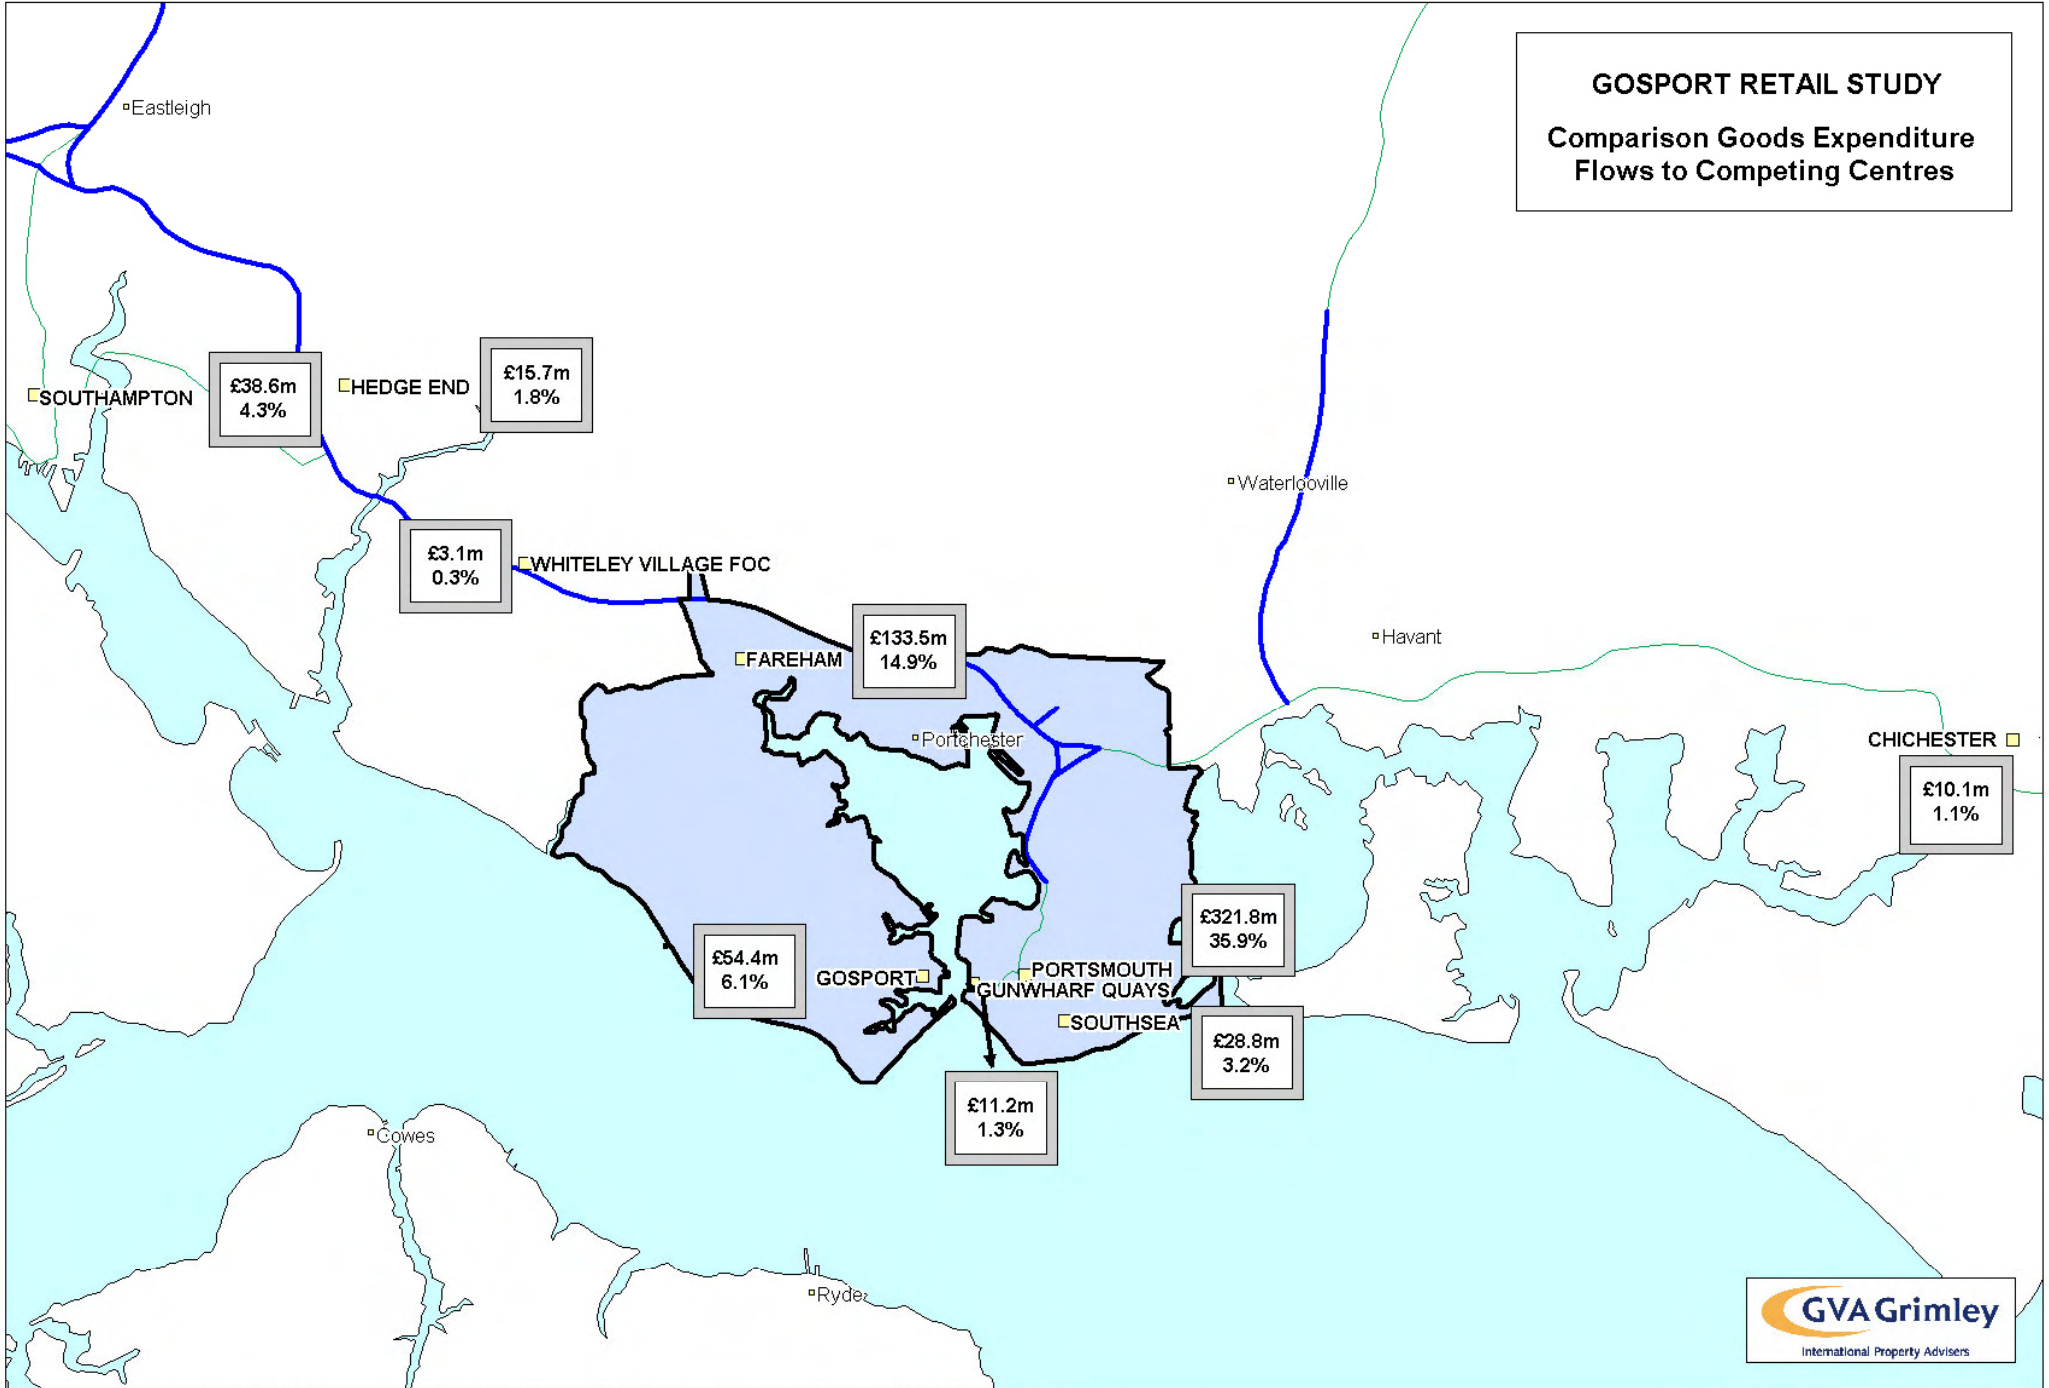 GOSPORT RETAIL STUDY
Comparison Goods Expenditure
Flows to Competing Centres
Eastleigh
SOUTHAMPTON
£38.6m
4.3%
HEDGE END
£15.7m
1.8%
Waterlooville
£3.1m
0.3%
WHITELEY VILLAGE FOC
FAREHAM
£133.5m
14.9%
Havant
Portchester
CHICHESTER
£10.1m
1.1%
£54.4m
6.1%
GOSPORT
PORTSMOUTH
GUNWHARF QUAYS
£321.8m
35.9%
SOUTHSEA
£28.8m
3.2%
£11.2m
1.3%
Cowes
Ryde
GVA Grimley
International Property Advisers